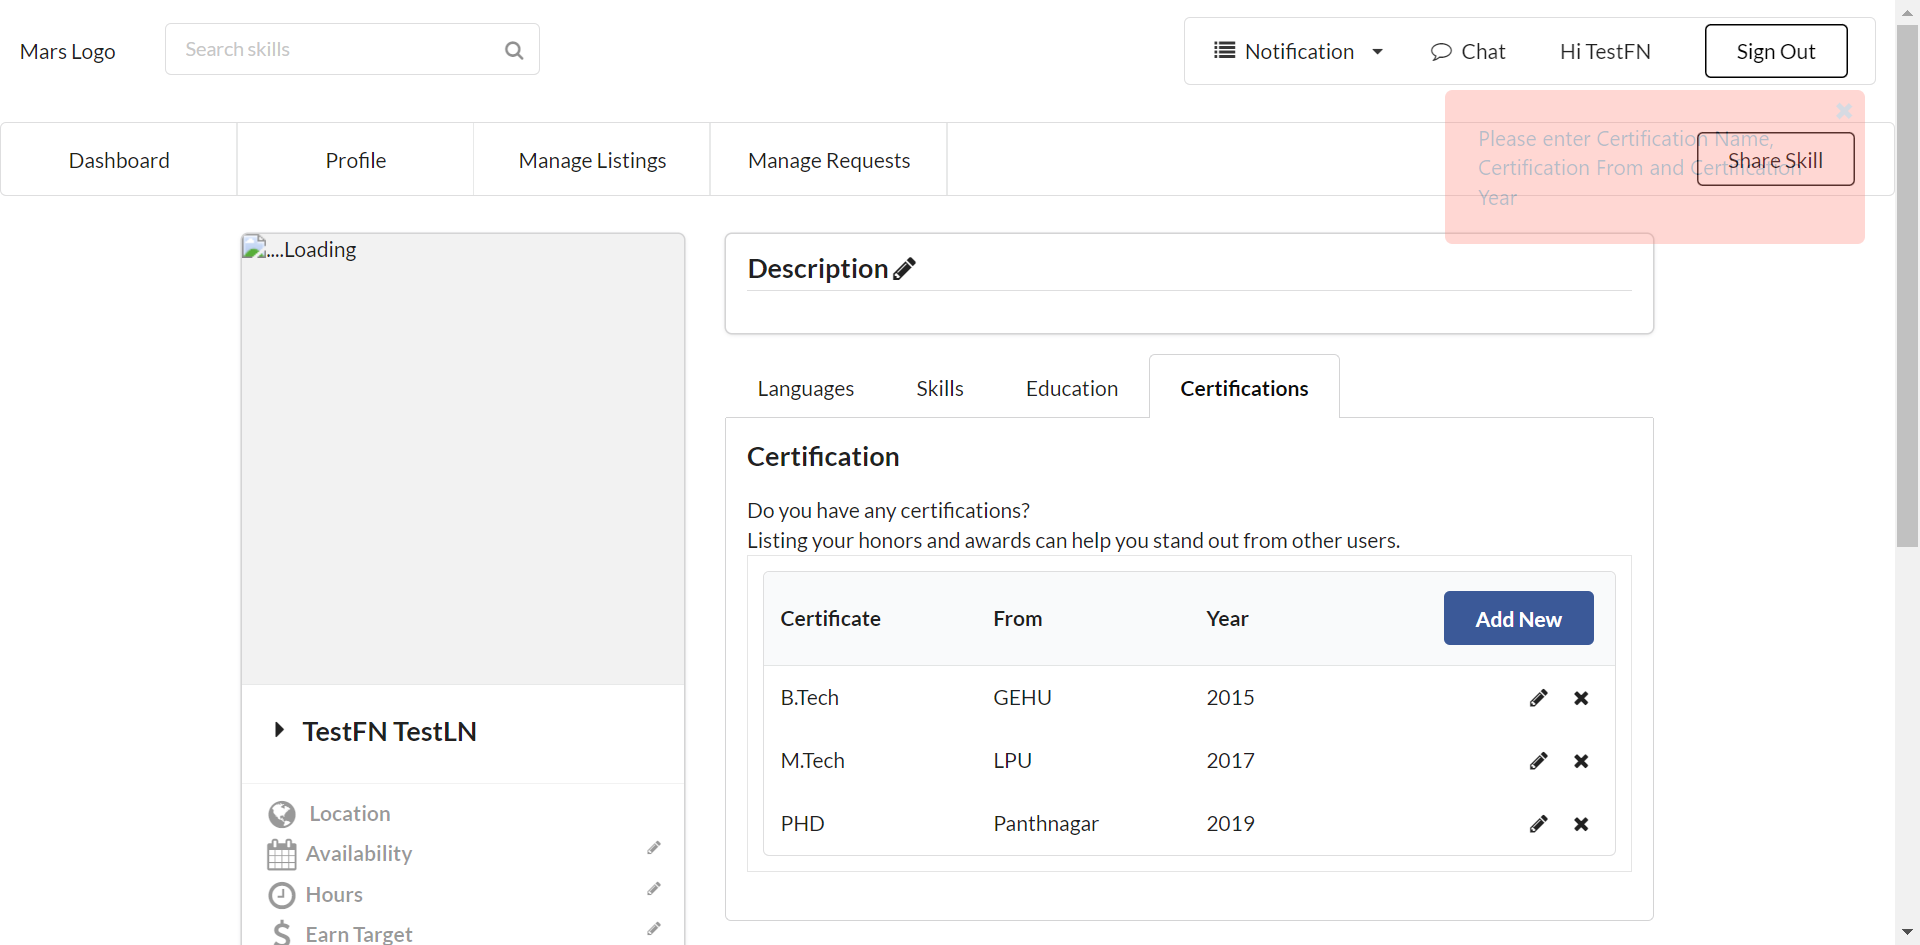 Mars Logo
Search skills
Notification
Chat
Hi TestFN
Sign Out
Dashboard
Profile
Manage Listings
Manage Requests
Share Skill
Please enter Certification Name,
Certification From and Certification
Year
....Loading
Description
Languages
Skills
Education
Certifications
Certification
Do you have any certifications?
Listing your honors and awards can help you stand out from other users.
Certificate From Year Add New
B.Tech GEHU 2015
M.Tech LPU 2017
PHD Panthnagar 2019
TestFN TestLN
Location
Availability
Hours
Earn Target